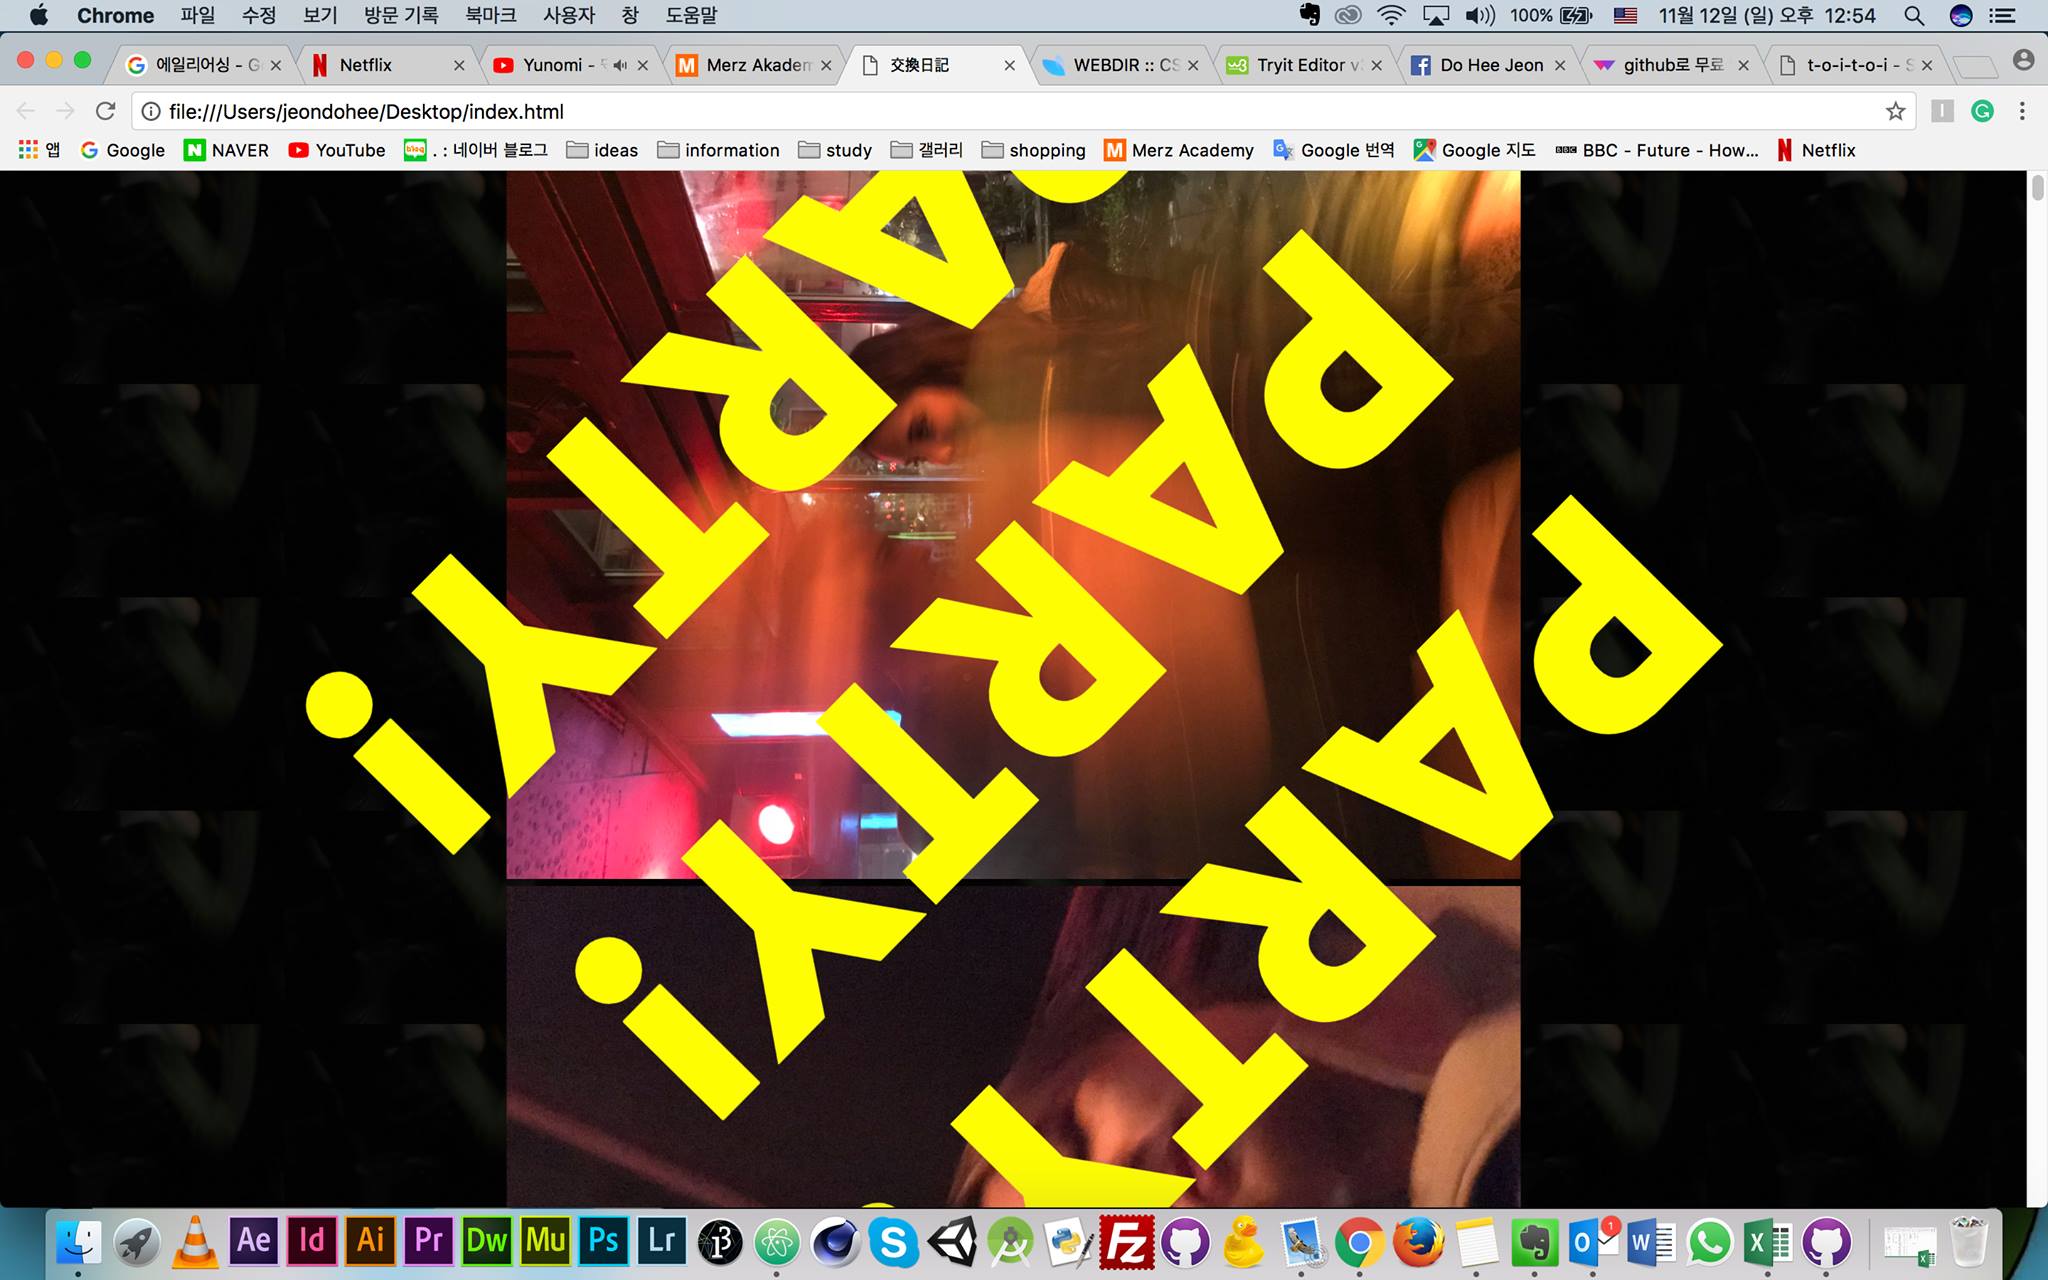 Chrome 파일 수정 보기 방문 기록 북마크 사용자 창 도움말 100% 11월 12일 (일) 오후 12:54
에일리어싱 - G Netflix Yunomi - Merz Akadem 交換日記 WEBDIR :: CS Tryit Editor v Do Hee Jeon github로 무료 t-o-i-t-o-i - S
file:///Users/jeondohee/Desktop/index.html
앱 Google NAVER YouTube . : 네이버 블로그 ideas information study 갤러리 shopping Merz Academy Google 번역 Google 지도 BBC - Future - How... Netflix
PARTY!
PARTY!
PARTY
Ae Id Ai Pr Dw Mu Ps Lr 13 S Fz 1